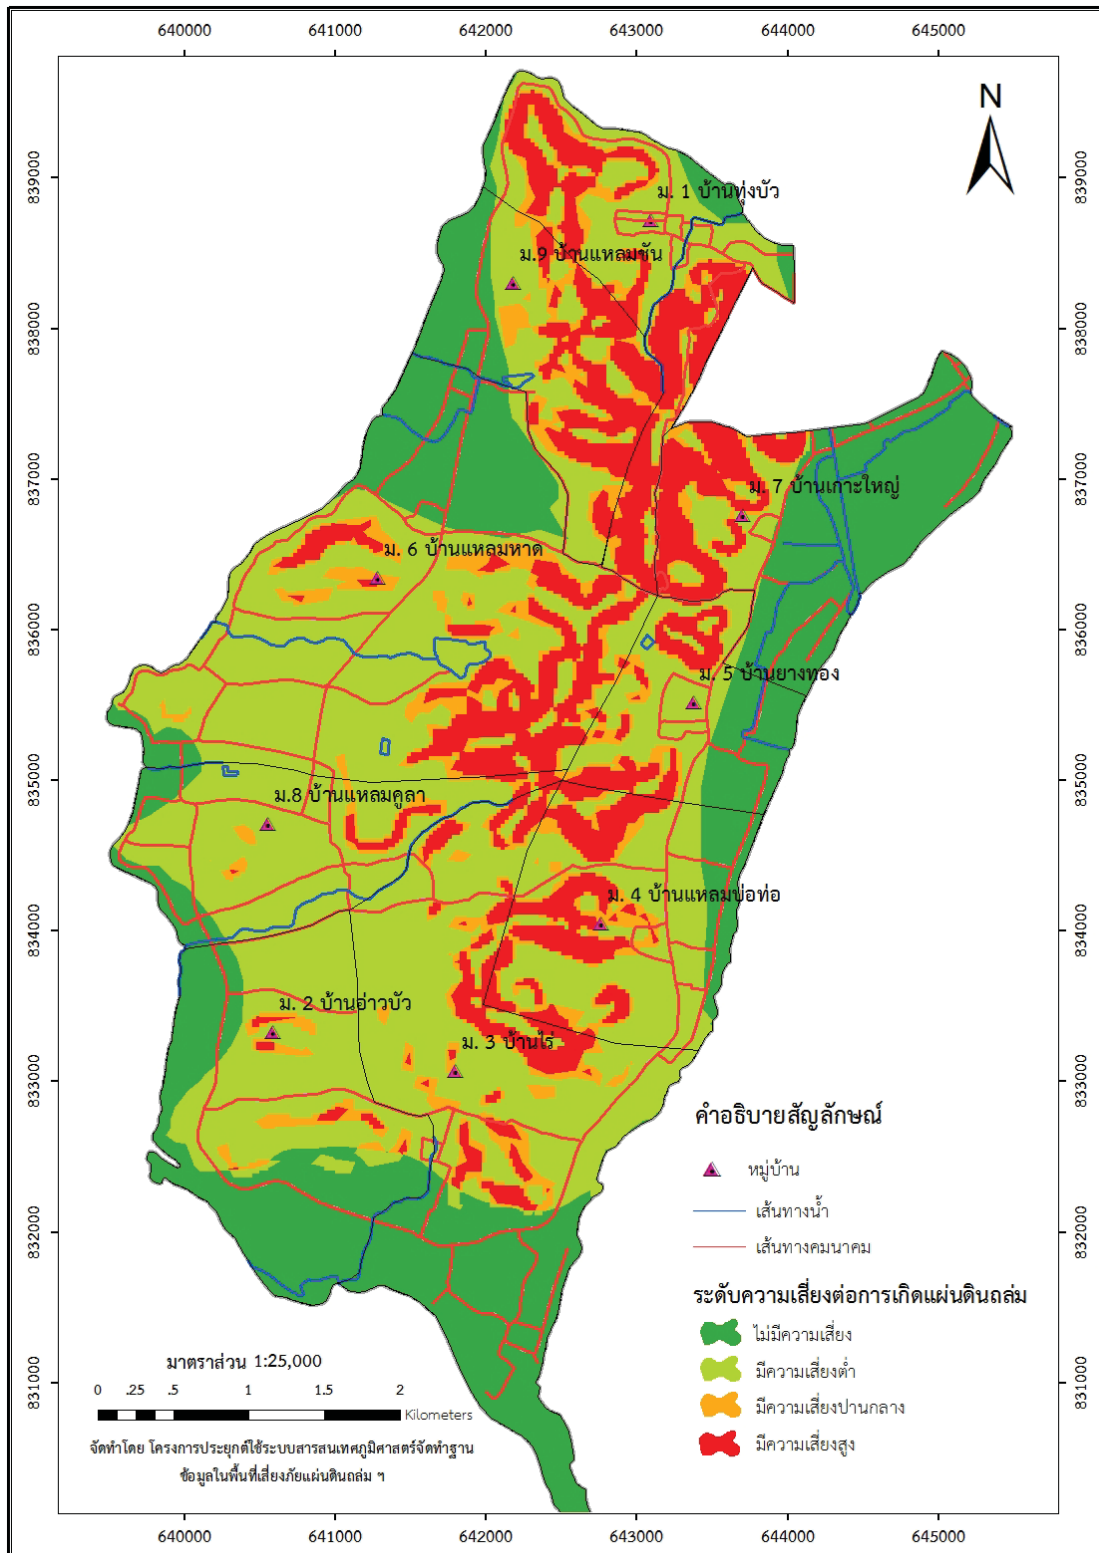 640000 641000 642000 643000 644000 645000
N
839000 839000
ม. 1 บ้านทุ่งบัว
ม.9 บ้านแหลมชัน
838000 838000
837000 837000
ม. 7 บ้านเกาะใหญ่
ม. 6 บ้านแหลมหาด
836000 836000
ม. 5 บ้านยางทอง
835000 835000
ม.8 บ้านแหลมคูลา
ม. 4 บ้านแหลมบ่อท่อ
834000 834000
ม. 2 บ้านอ่าวบัว
ม. 3 บ้านไร่
833000 833000
คำอธิบายสัญลักษณ์
หมู่บ้าน
เส้นทางน้ำ
832000 832000
เส้นทางคมนาคม
ระดับความเสี่ยงต่อการเกิดแผ่นดินถล่ม
ไม่มีความเสี่ยง
มีความเสี่ยงต่ำ
มีความเสี่ยงปานกลาง
มีความเสี่ยงสูง
มาตราส่วน 1:25,000
831000 831000
0 .25 .5 1 1.5 2
Kilometers
จัดทำโดย โครงการประยุกต์ใช้ระบบสารสนเทศภูมิศาสตร์จัดทำฐาน
ข้อมูลในพื้นที่เสี่ยงภัยแผ่นดินถล่ม ฯ
640000 641000 642000 643000 644000 645000